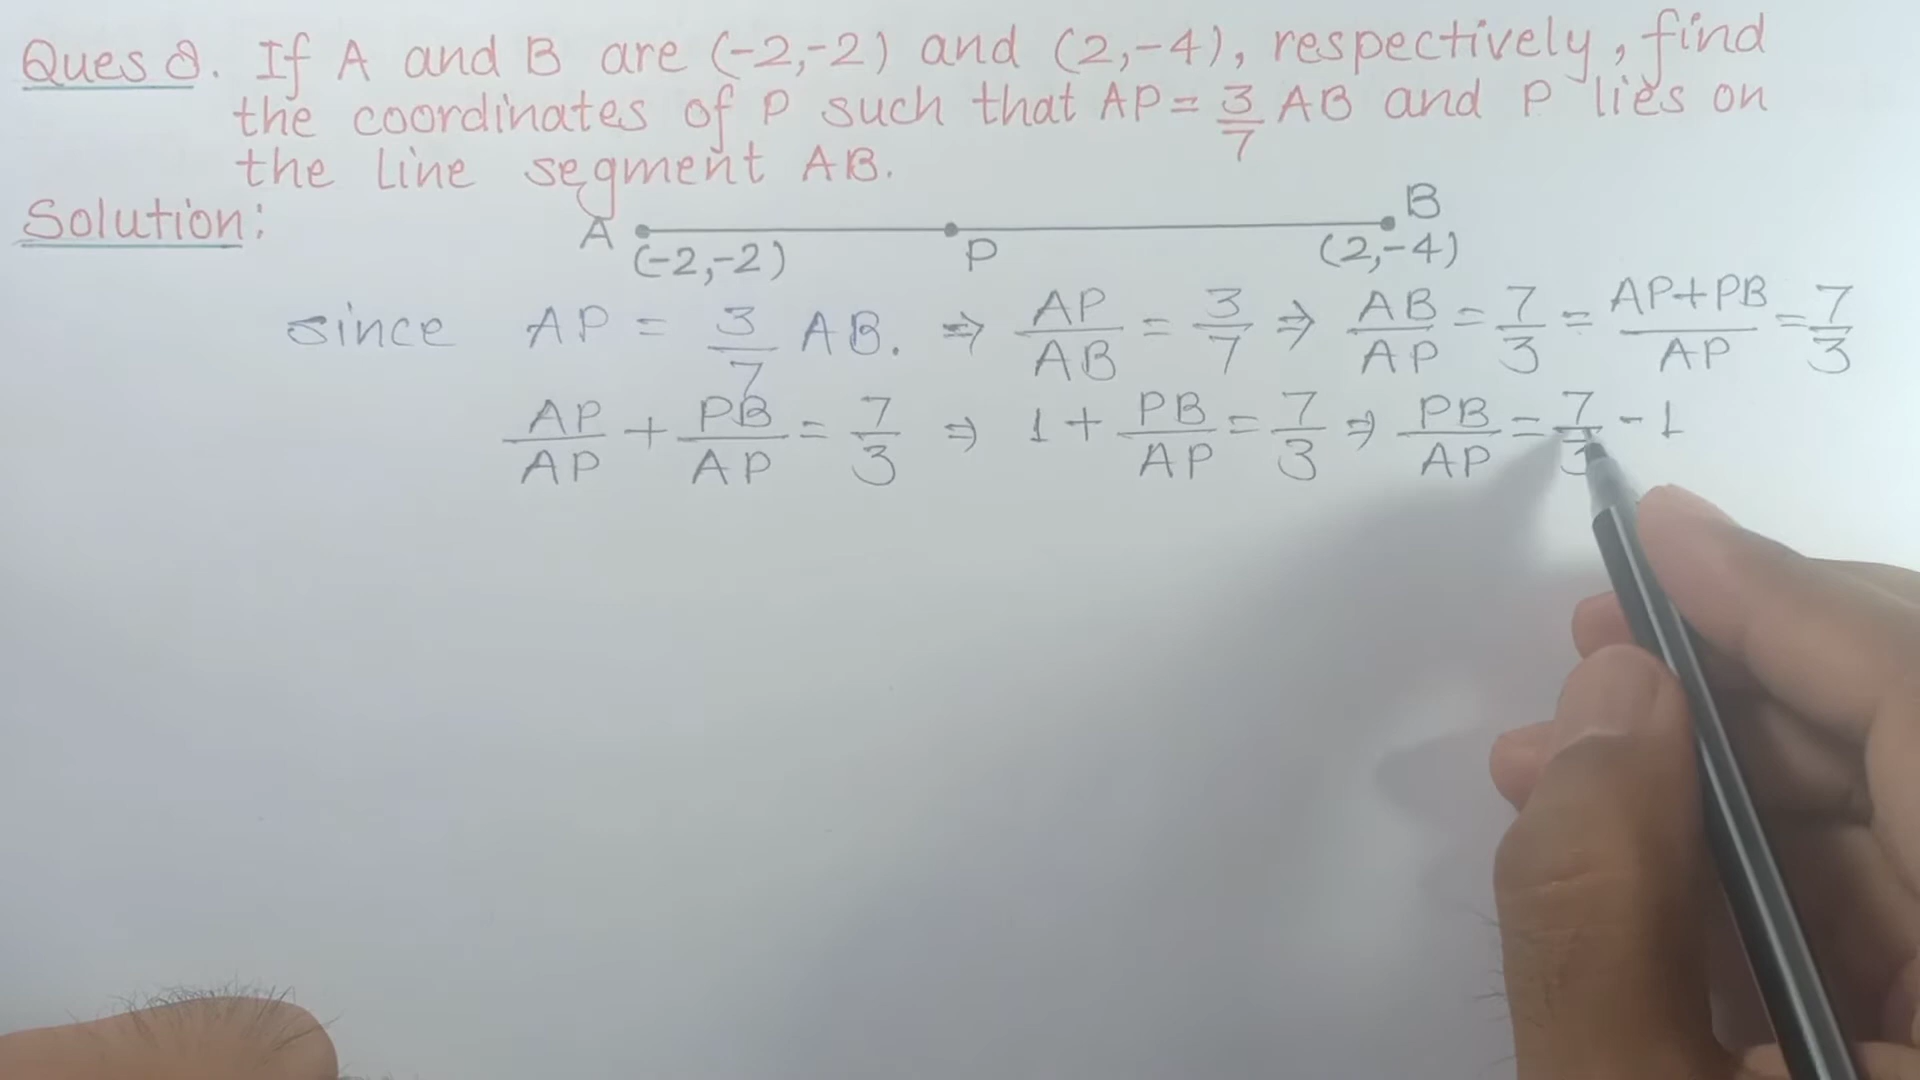 Ques 8. If A and B are (-2,-2) and (2,-4), respectively, find
the coordinates of P such that AP = 3/7 AB and P lies on
the line segment AB.
Solution:
A B
(-2,-2) P (2,-4)
since AP = 3/7 AB. ⇒ AP/AB = 3/7 ⇒ AB/AP = 7/3 = AP+PB/AP = 7/3
AP/AP + PB/AP = 7/3 ⇒ 1 + PB/AP = 7/3 ⇒ PB/AP = 7/3 - 1